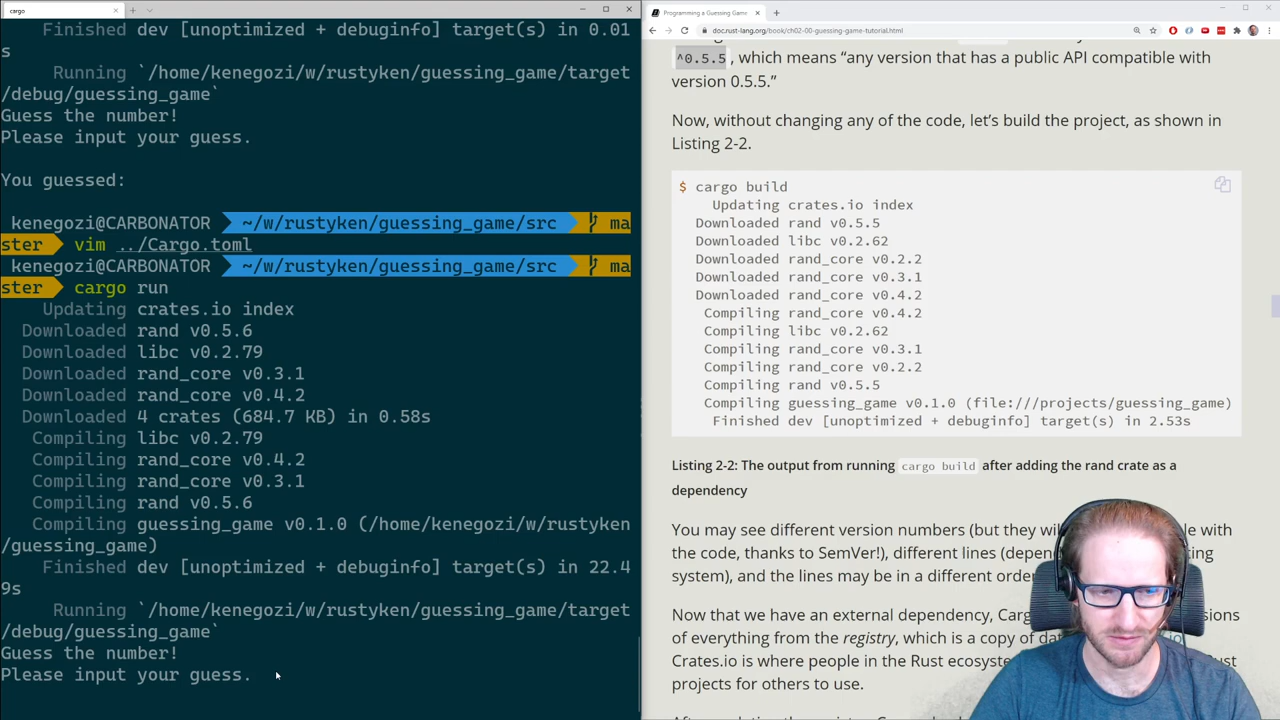 cargo
Finished dev [unoptimized + debuginfo] target(s) in 0.01
s
Running `/home/kenegozi/w/rustyken/guessing_game/target
/debug/guessing_game`
Guess the number!
Please input your guess.
You guessed:
kenegozi@CARBONATOR ~/w/rustyken/guessing_game/src ma
ster vim ../Cargo.toml
kenegozi@CARBONATOR ~/w/rustyken/guessing_game/src ma
ster cargo run
Updating crates.io index
Downloaded rand v0.5.6
Downloaded libc v0.2.79
Downloaded rand_core v0.3.1
Downloaded rand_core v0.4.2
Downloaded 4 crates (684.7 KB) in 0.58s
Compiling libc v0.2.79
Compiling rand_core v0.4.2
Compiling rand_core v0.3.1
Compiling rand v0.5.6
Compiling guessing_game v0.1.0 (/home/kenegozi/w/rustyken
/guessing_game)
Finished dev [unoptimized + debuginfo] target(s) in 22.4
9s
Running `/home/kenegozi/w/rustyken/guessing_game/target
/debug/guessing_game`
Guess the number!
Please input your guess.
Programming a Guessing Game
doc.rust-lang.org/book/ch02-00-guessing-game-tutorial.html
^0.5.5 , which means “any version that has a public API compatible with
version 0.5.5.”
Now, without changing any of the code, let’s build the project, as shown in
Listing 2-2.
$ cargo build
Updating crates.io index
Downloaded rand v0.5.5
Downloaded libc v0.2.62
Downloaded rand_core v0.2.2
Downloaded rand_core v0.3.1
Downloaded rand_core v0.4.2
Compiling rand_core v0.4.2
Compiling libc v0.2.62
Compiling rand_core v0.3.1
Compiling rand_core v0.2.2
Compiling rand v0.5.5
Compiling guessing_game v0.1.0 (file:///projects/guessing_game)
Finished dev [unoptimized + debuginfo] target(s) in 2.53s
Listing 2-2: The output from running cargo build after adding the rand crate as a
dependency
You may see different version numbers (but they with
the code, thanks to SemVer!), different lines
system), and the lines may be in a different
Now that we have an external dependency,
of everything from the registry, which is a copy of
Crates.io is where people in the Rust
projects for others to use.